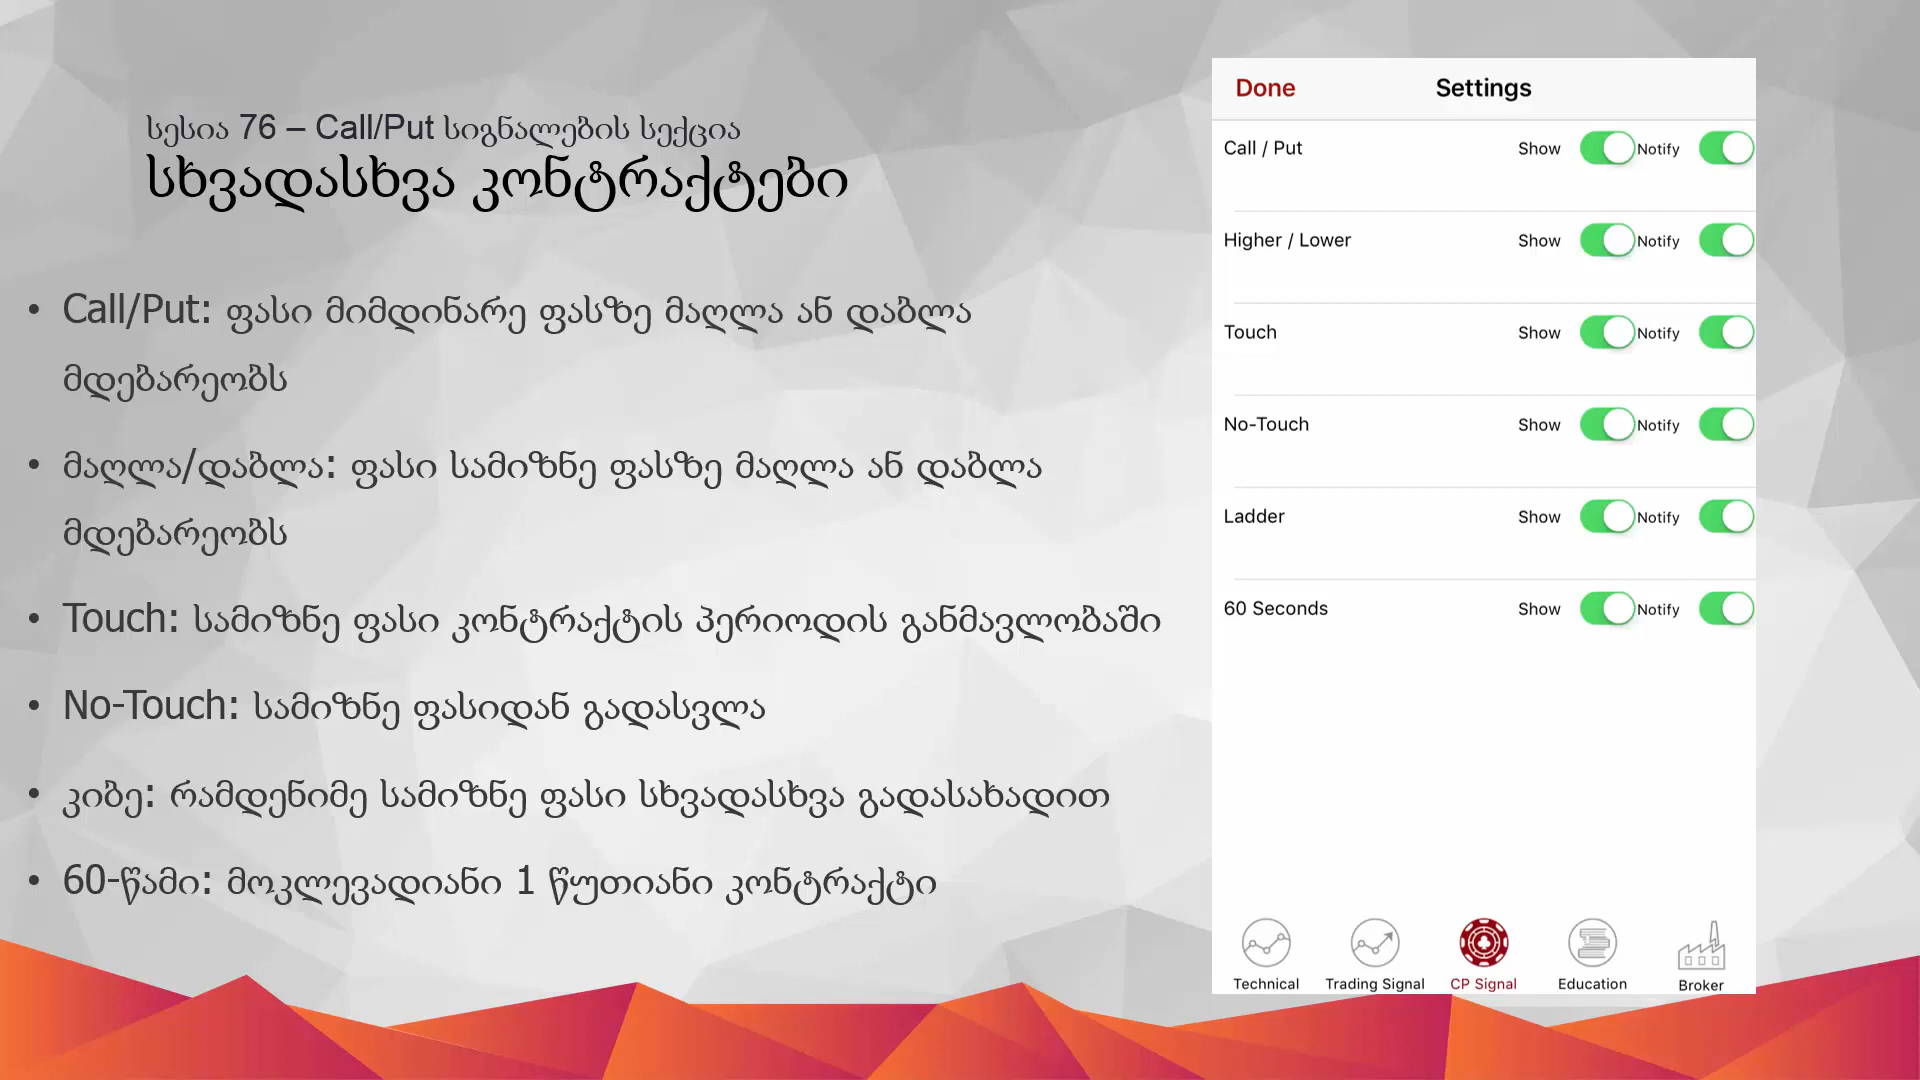 სესია 76 – Call/Put სიგნალების სექცია
სხვადასხვა კონტრაქტები
• Call/Put: ფასი მიმდინარე ფასზე მაღლა ან დაბლა
მდებარეობს
• მაღლა/დაბლა: ფასი სამიზნე ფასზე მაღლა ან დაბლა
მდებარეობს
• Touch: სამიზნე ფასი კონტრაქტის პერიოდის განმავლობაში
• No-Touch: სამიზნე ფასიდან გადასვლა
• კიბე: რამდენიმე სამიზნე ფასი სხვადასხვა გადასახადით
• 60-წამი: მოკლევადიანი 1 წუთიანი კონტრაქტი
Done Settings
Call / Put Show Notify
Higher / Lower Show Notify
Touch Show Notify
No-Touch Show Notify
Ladder Show Notify
60 Seconds Show Notify
Technical Trading Signal CP Signal Education Broker